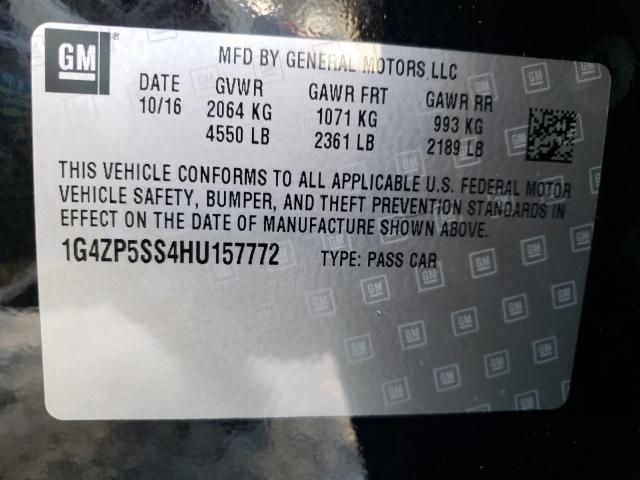 GM ®
MFD BY GENERAL MOTORS, LLC
DATE GVWR GAWR FRT GAWR RR
10/16 2064 KG 1071 KG 993 KG
4550 LB 2361 LB 2189 LB
THIS VEHICLE CONFORMS TO ALL APPLICABLE U.S. FEDERAL MOTOR
VEHICLE SAFETY, BUMPER, AND THEFT PREVENTION STANDARDS IN
EFFECT ON THE DATE OF MANUFACTURE SHOWN ABOVE.
1G4ZP5SS4HU157772 TYPE: PASS CAR